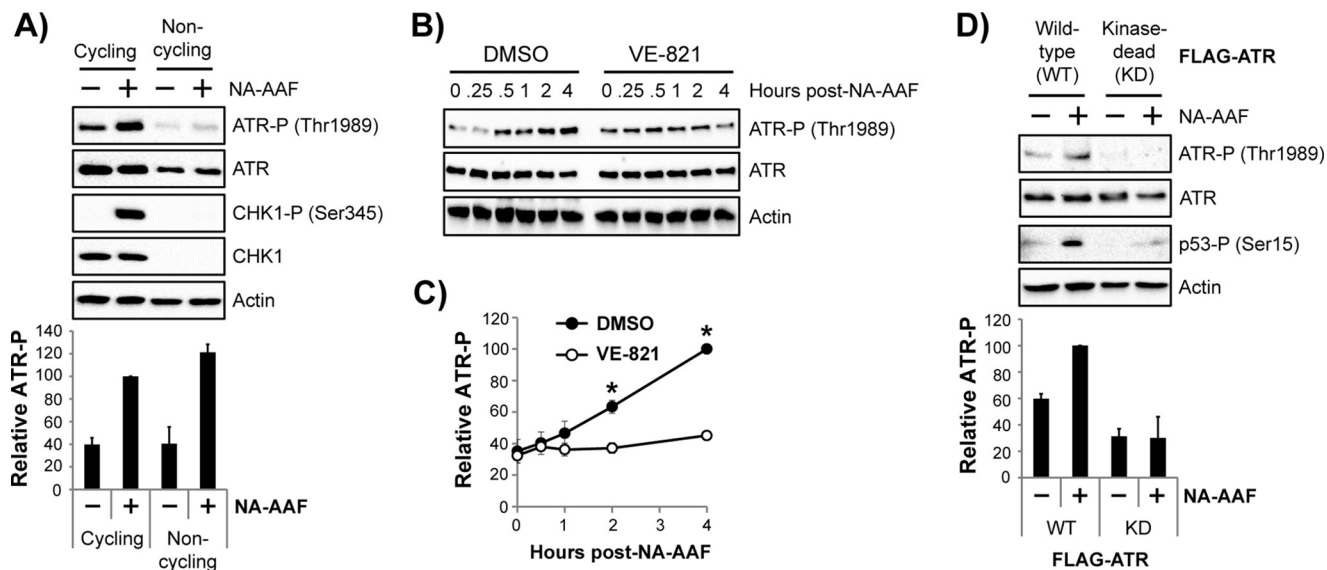 A)
Cycling
Non-
cycling
− + − + NA-AAF
ATR-P (Thr1989)
ATR
CHK1-P (Ser345)
CHK1
Actin
Relative ATR-P
140
120
100
80
60
40
20
0
− + − + NA-AAF
Cycling
Non-
cycling
B)
DMSO VE-821
0 .25 .5 1 2 4 0 .25 .5 1 2 4 Hours post-NA-AAF
ATR-P (Thr1989)
ATR
Actin
C)
Relative ATR-P
120
100
80
60
40
20
0
DMSO
VE-821
*
*
0 1 2 3 4
Hours post-NA-AAF
D)
Wild-
type
(WT)
Kinase-
dead
(KD)
FLAG-ATR
− + − + NA-AAF
ATR-P (Thr1989)
ATR
p53-P (Ser15)
Actin
Relative ATR-P
120
100
80
60
40
20
0
− + − + NA-AAF
WT KD
FLAG-ATR